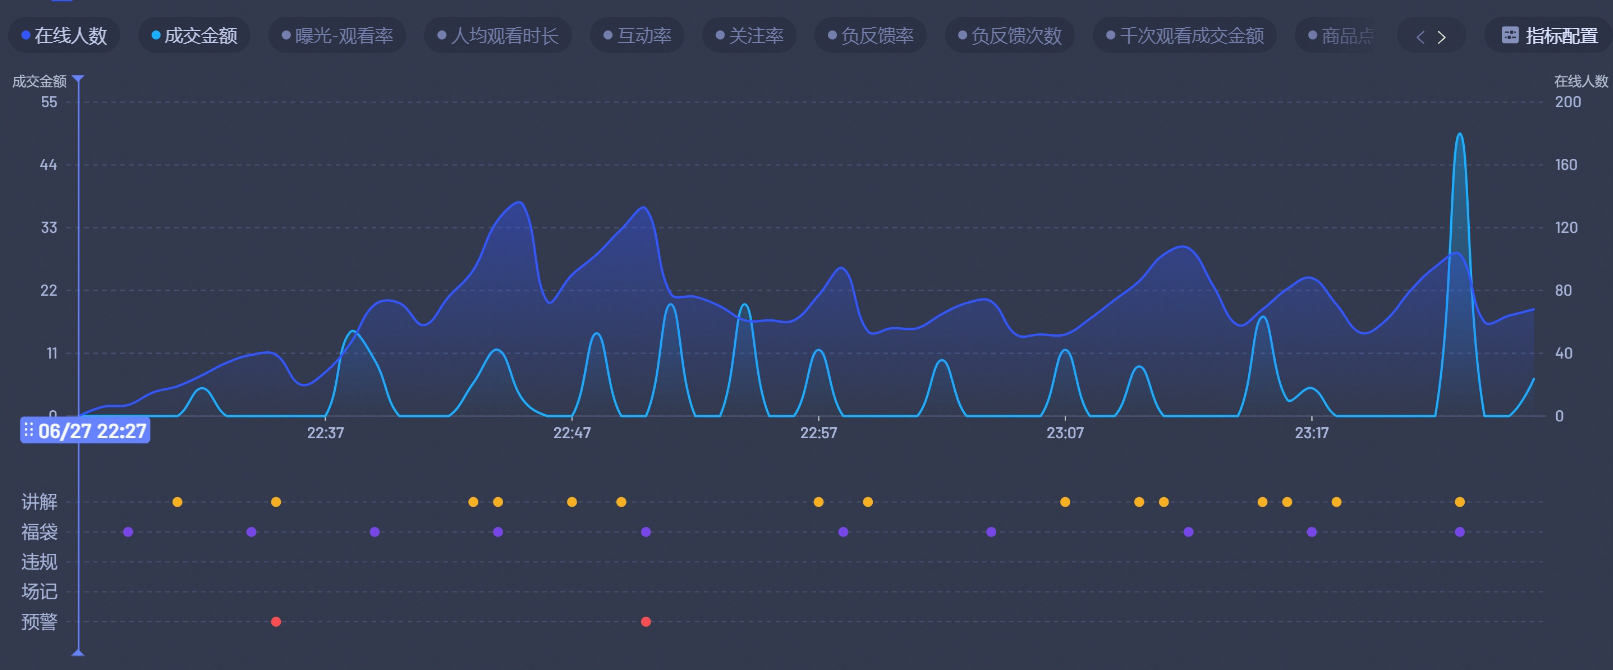 在线人数 成交金额 曝光-观看率 人均观看时长 互动率 关注率 负反馈率 负反馈次数 千次观看成交金额 商品点 指标配置
成交金额 在线人数
55 200
44 160
33 120
22 80
11 40
0 0
06/27 22:27 22:37 22:47 22:57 23:07 23:17
讲解
福袋
违规
场记
预警